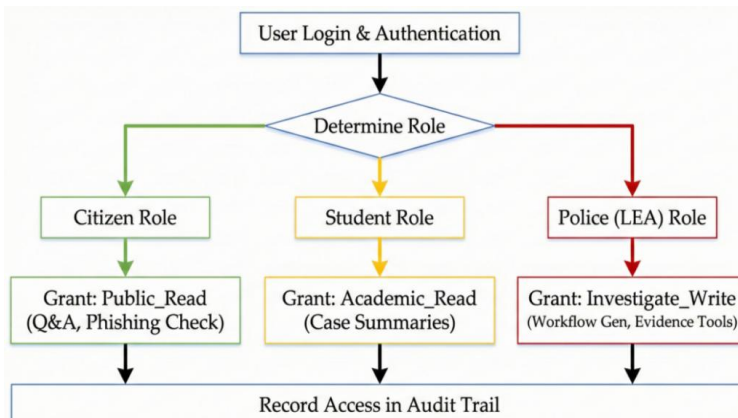 User Login & Authentication
Determine Role
Citizen Role
Student Role
Police (LEA) Role
Grant: Public_Read
(Q&A, Phishing Check)
Grant: Academic_Read
(Case Summaries)
Grant: Investigate_Write
(Workflow Gen, Evidence Tools)
Record Access in Audit Trail